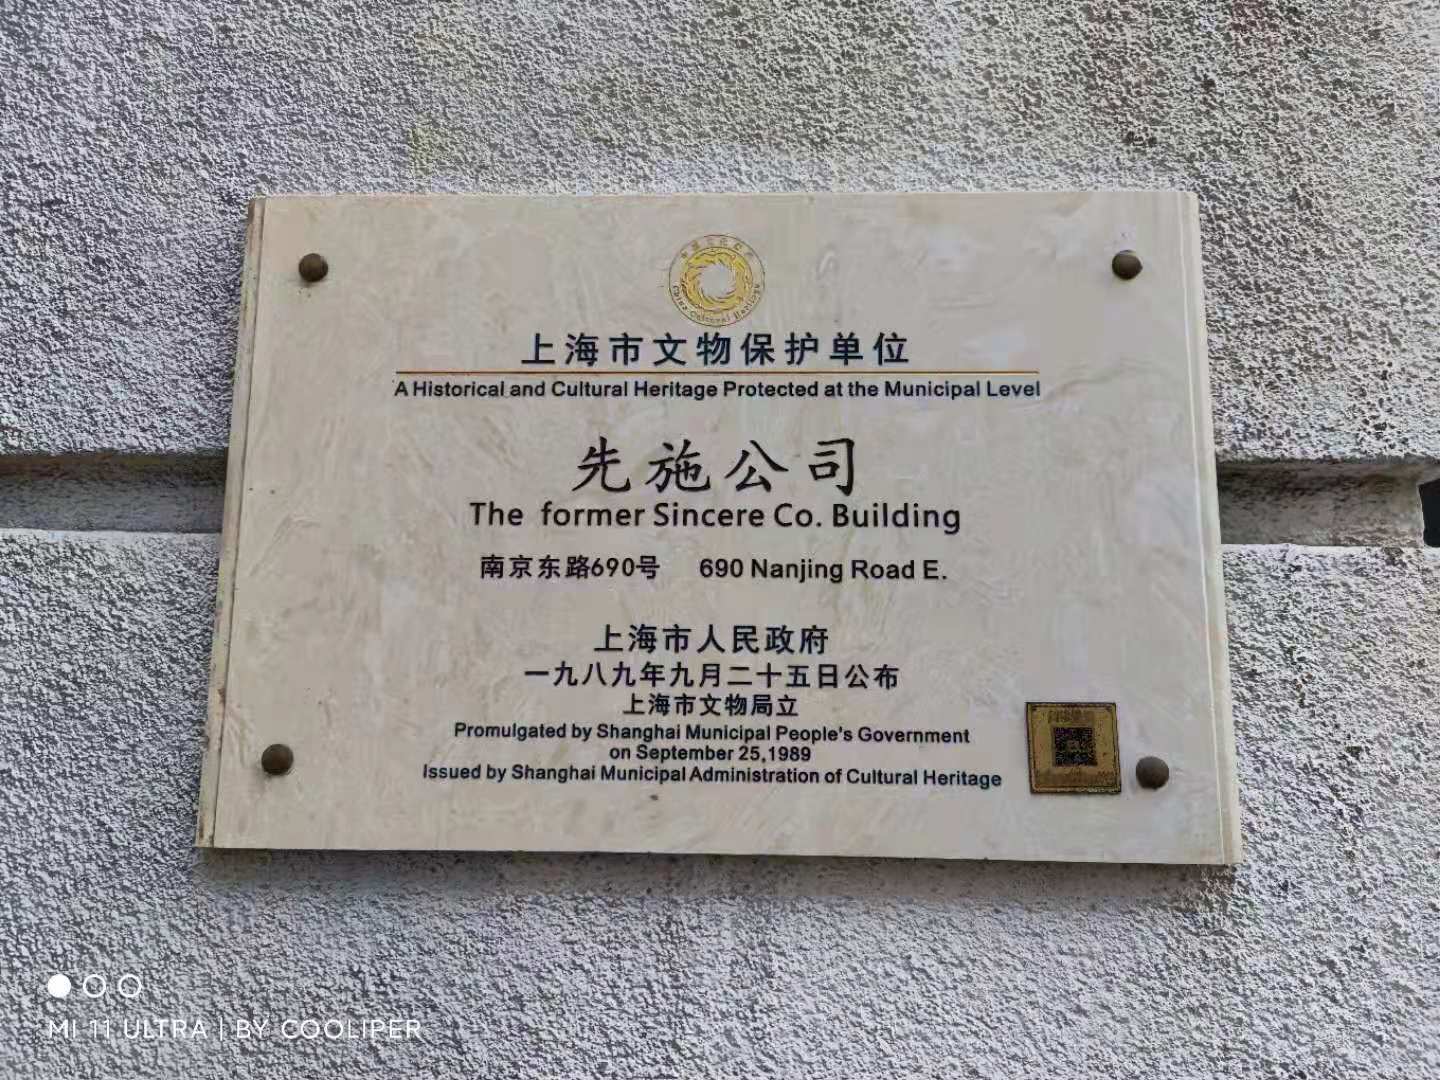 China Cultural Heritage
上海市文物保护单位
A Historical and Cultural Heritage Protected at the Municipal Level
先施公司
The former Sincere Co. Building
南京东路690号 690 Nanjing Road E.
上海市人民政府
一九八九年九月二十五日公布
上海市文物局立
Promulgated by Shanghai Municipal People's Government
on September 25,1989
Issued by Shanghai Municipal Administration of Cultural Heritage
MI 11 ULTRA | BY COOLIPER